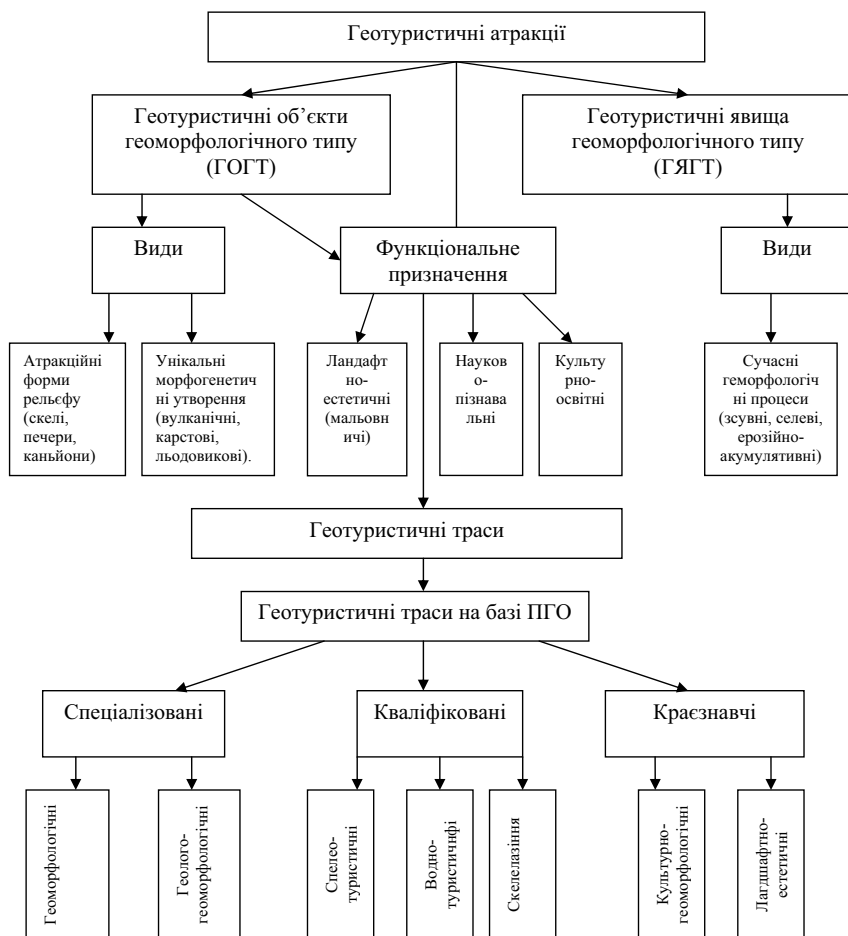 Геотуристичні атракції
Геотуристичні об’єкти
геоморфологічного типу
(ГОГТ)
Геотуристичні явища
геоморфологічного типу
(ГЯГТ)
Види
Функціональне
призначення
Види
Атракційні
форми
рельєфу
(скелі,
печери,
каньйони)
Унікальні
морфогенетич
ні утворення
(вулканічні,
карстові,
льодовикові).
Ландафт
но-
естетичні
(мальовн
ичі)
Науков
о-
пізнава
льні
Культу
рно-
освітні
Сучасні
геморфологіч
ні процеси
(зсувні, селеві,
ерозійно-
акумулятивні)
Геотуристичні траси
Геотуристичні траси на базі ПГО
Спеціалізовані
Кваліфіковані
Краєзнавчі
Геоморфологічні
Геолого-
геоморфологічні
Спелео-
туристичні
Водно-
туристичнфі
Скелелазіння
Культурно-
геоморфологічні
Лагдшафтно-
естетичні